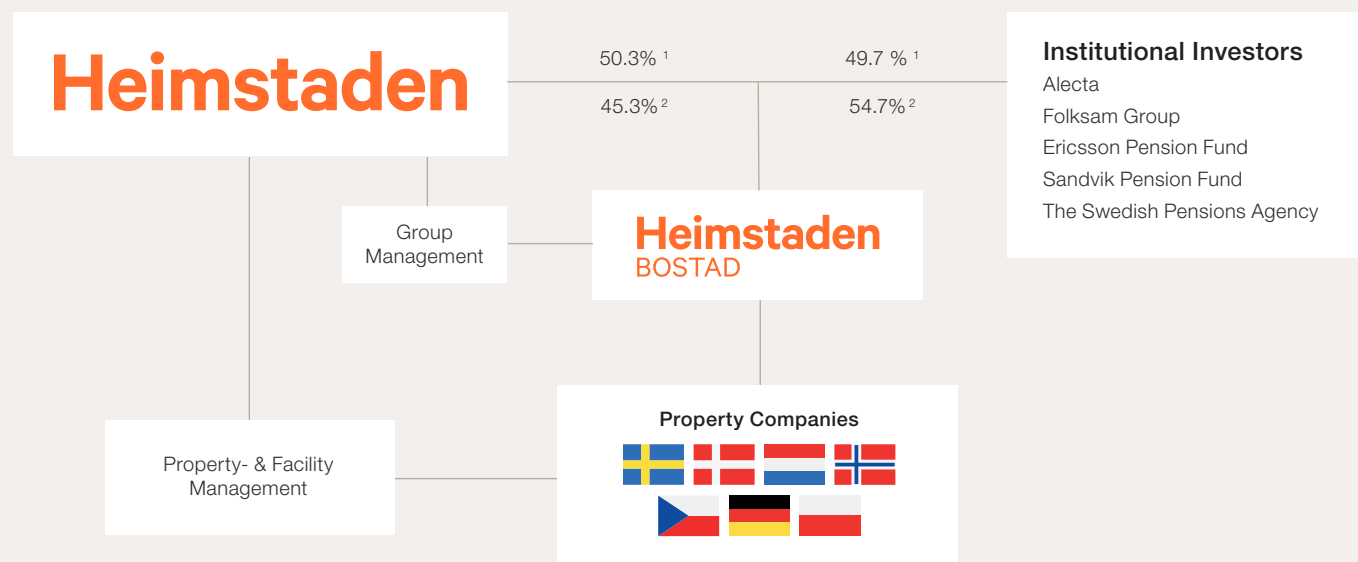 Heimstaden
50.3% 1
49.7 % 1
45.3% 2
54.7% 2
Institutional Investors
Alecta
Folksam Group
Ericsson Pension Fund
Sandvik Pension Fund
The Swedish Pensions Agency
Group
Management
Heimstaden
BOSTAD
Property- & Facility
Management
Property Companies